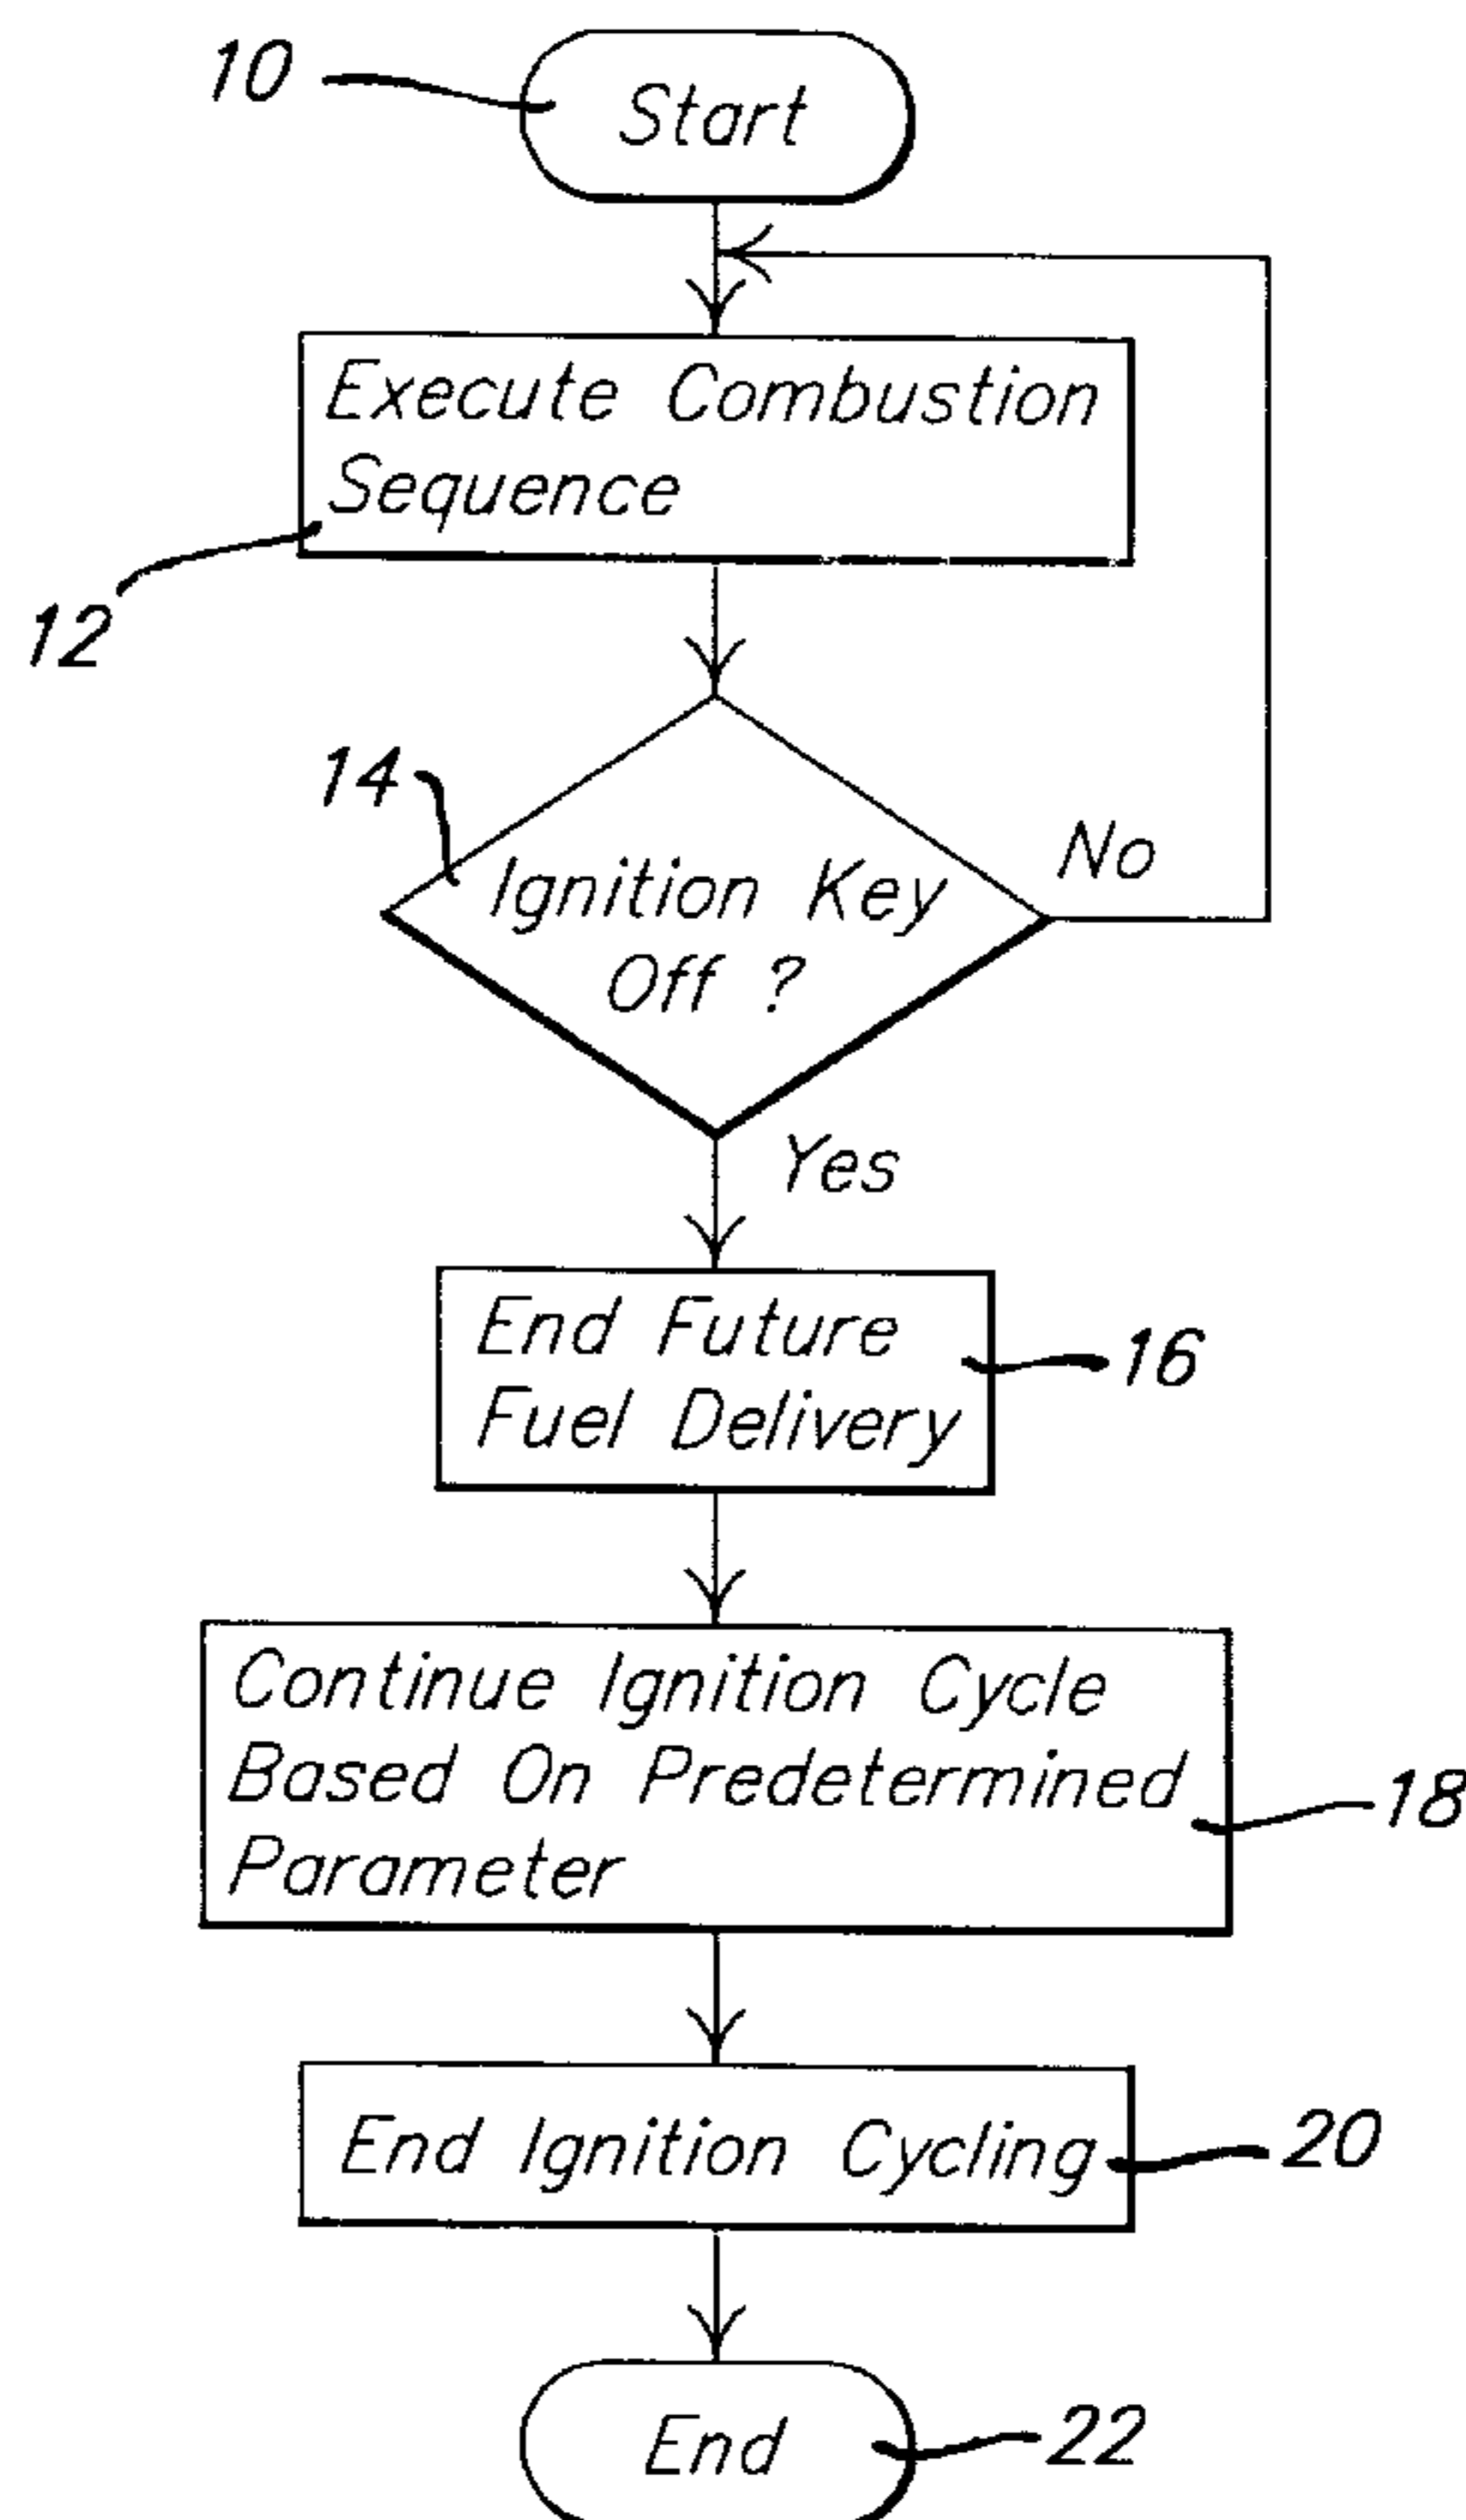 10
Start
Execute Combustion
Sequence
12
14
Ignition Key
Off ?
No
Yes
End Future
Fuel Delivery
16
Continue Ignition Cycle
Based On Predetermined
Parameter
18
End Ignition Cycling
20
End
22